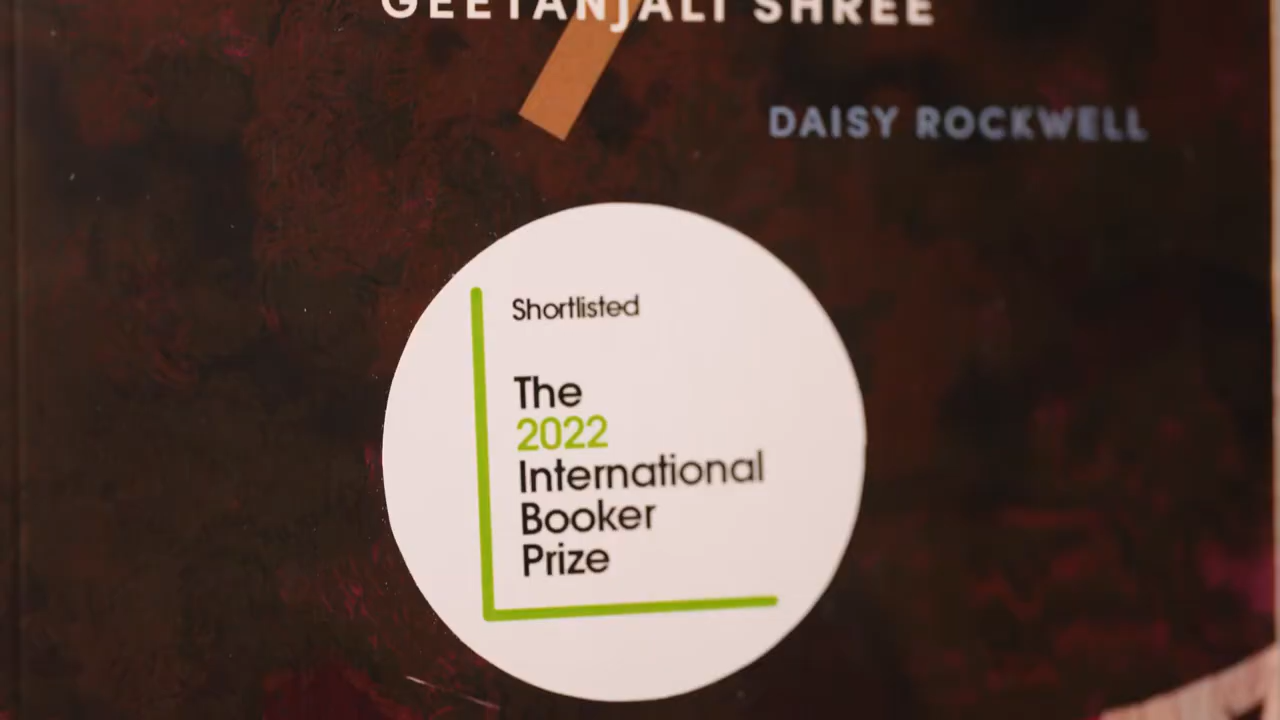 GEETANJALI SHREE
DAISY ROCKWELL
Shortlisted
The
2022
International
Booker
Prize